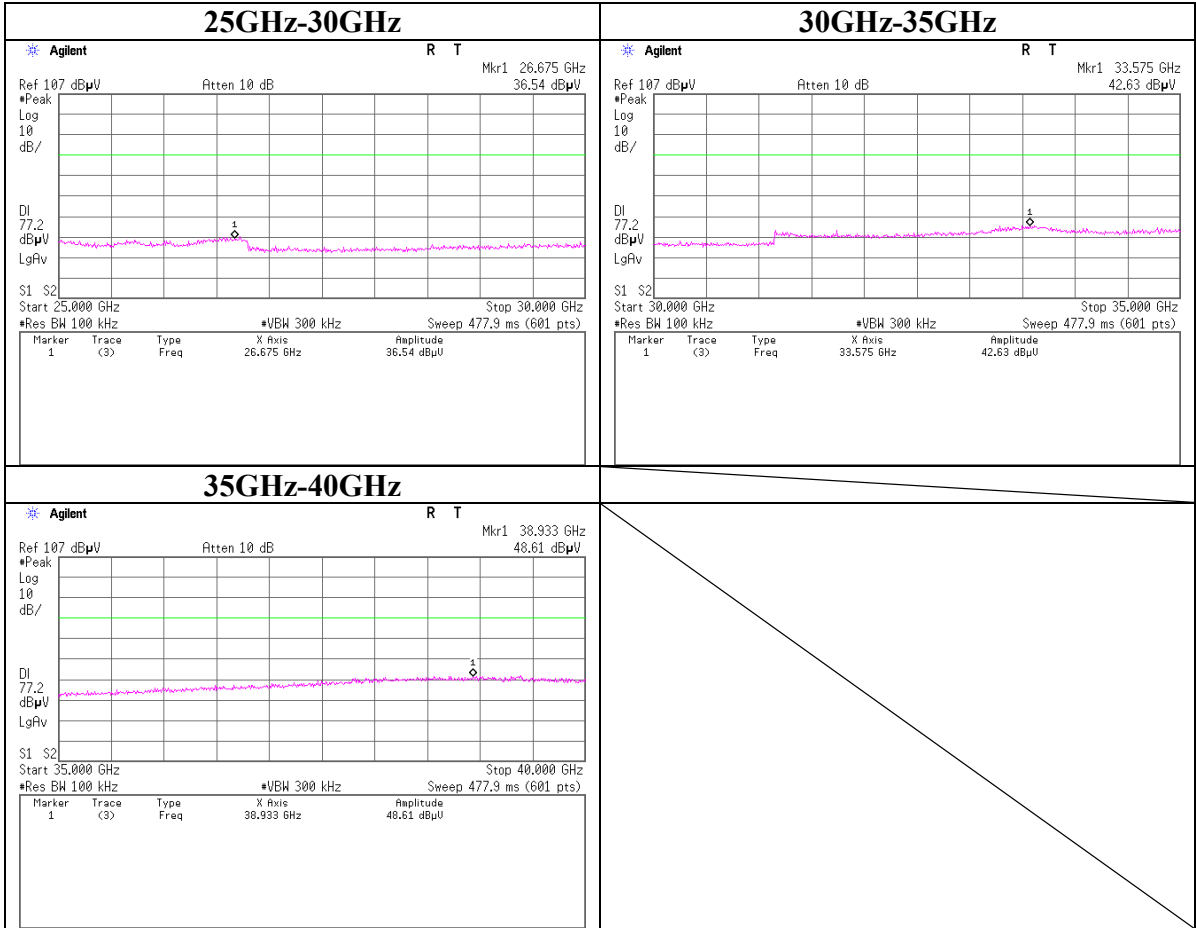 25GHz-30GHz
Agilent
R T
Mkr1 26.675 GHz
Ref 107 dBµV
Atten 10 dB
36.54 dBµV
#Peak
Log
10
dB/
1
DI
77.2
dBµV
LgAv
S1 S2
Start 25.000 GHz
Stop 30.000 GHz
#Res BW 100 kHz
#VBW 300 kHz
Sweep 477.9 ms (601 pts)
Marker Trace Type X Axis Amplitude
1 (3) Freq 26.675 GHz 36.54 dBµV
30GHz-35GHz
Agilent
R T
Mkr1 33.575 GHz
Ref 107 dBµV
Atten 10 dB
42.63 dBµV
#Peak
Log
10
dB/
1
DI
77.2
dBµV
LgAv
S1 S2
Start 30.000 GHz
Stop 35.000 GHz
#Res BW 100 kHz
#VBW 300 kHz
Sweep 477.9 ms (601 pts)
Marker Trace Type X Axis Amplitude
1 (3) Freq 33.575 GHz 42.63 dBµV
35GHz-40GHz
Agilent
R T
Mkr1 38.933 GHz
Ref 107 dBµV
Atten 10 dB
48.61 dBµV
#Peak
Log
10
dB/
1
DI
77.2
dBµV
LgAv
S1 S2
Start 35.000 GHz
Stop 40.000 GHz
#Res BW 100 kHz
#VBW 300 kHz
Sweep 477.9 ms (601 pts)
Marker Trace Type X Axis Amplitude
1 (3) Freq 38.933 GHz 48.61 dBµV